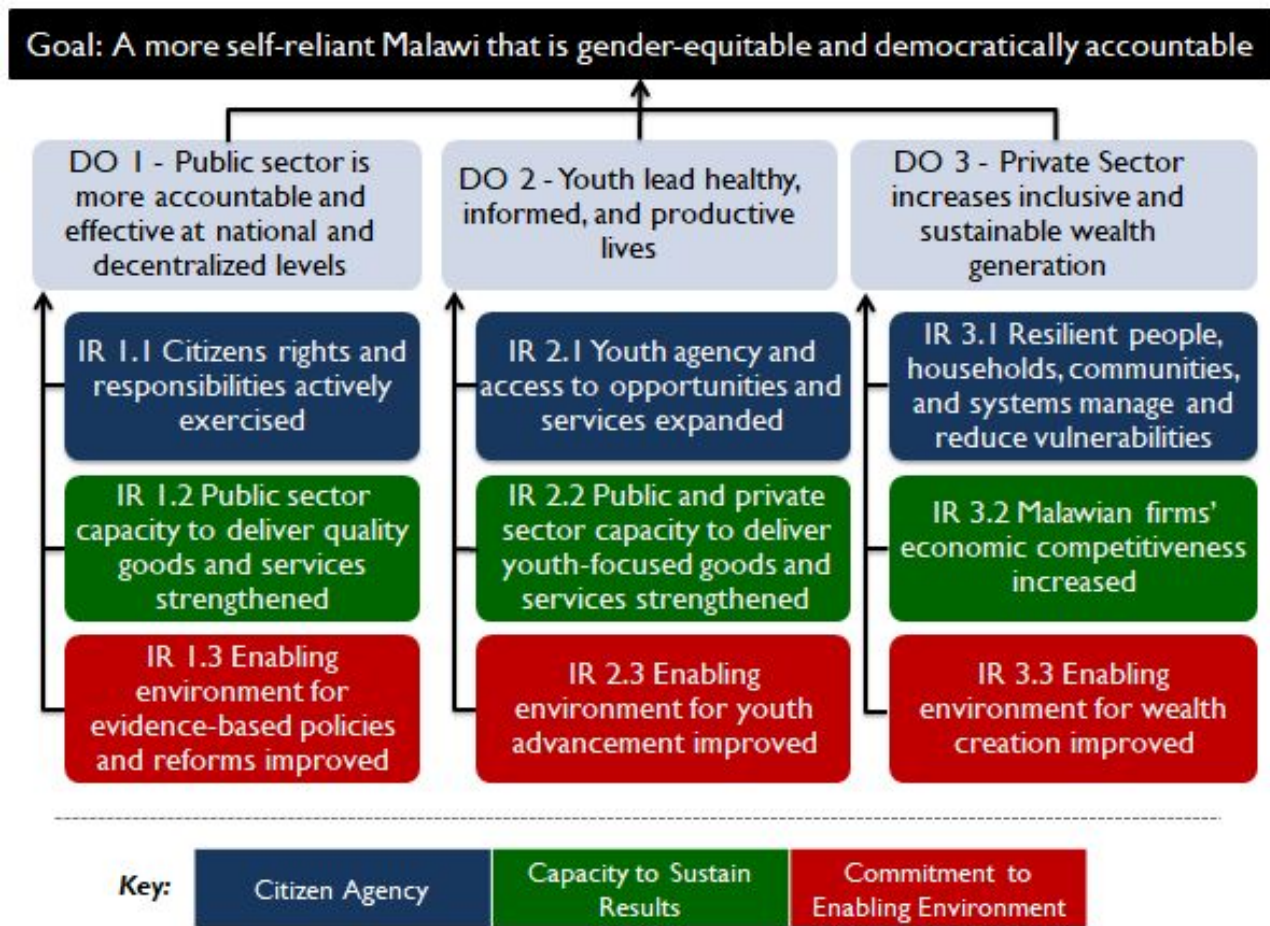 Goal: A more self-reliant Malawi that is gender-equitable and democratically accountable
DO 1 - Public sector is
more accountable and
effective at national and
decentralized levels
DO 2 - Youth lead healthy,
informed, and productive
lives
DO 3 - Private Sector
increases inclusive and
sustainable wealth
generation
IR 1.1 Citizens rights and
responsibilities actively
exercised
IR 2.1 Youth agency and
access to opportunities and
services expanded
IR 3.1 Resilient people,
households, communities,
and systems manage and
reduce vulnerabilities
IR 1.2 Public sector
capacity to deliver quality
goods and services
strengthened
IR 2.2 Public and private
sector capacity to deliver
youth-focused goods and
services strengthened
IR 3.2 Malawian firms'
economic competitiveness
increased
IR 1.3 Enabling
environment for
evidence-based policies
and reforms improved
IR 2.3 Enabling
environment for youth
advancement improved
IR 3.3 Enabling
environment for wealth
creation improved
Key:
Citizen Agency
Capacity to Sustain
Results
Commitment to
Enabling Environment